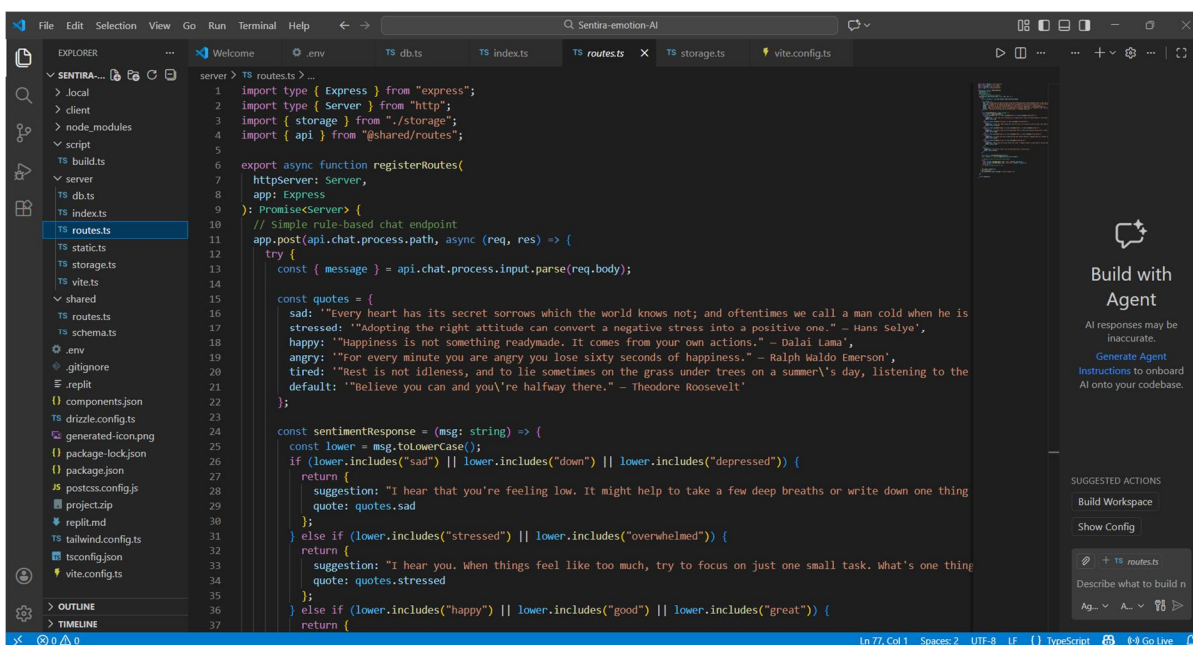 File Edit Selection View Go Run Terminal Help
Sentira-emotion-AI
EXPLORER
SENTIRA-...
> .local
> client
> node_modules
script
TS build.ts
server
TS db.ts
TS index.ts
TS routes.ts
TS static.ts
TS storage.ts
TS vite.ts
shared
TS routes.ts
TS schema.ts
.env
.gitignore
.replit
{} components.json
TS drizzle.config.ts
generated-icon.png
{} package-lock.json
{} package.json
JS postcss.config.js
project.zip
replit.md
TS tailwind.config.ts
tsconfig.json
vite.config.ts
> OUTLINE
> TIMELINE
Welcome .env TS db.ts TS index.ts TS routes.ts TS storage.ts vite.config.ts
server > TS routes.ts > ...
1 import type { Express } from "express";
2 import type { Server } from "http";
3 import { storage } from "./storage";
4 import { api } from "@shared/routes";
5
6 export async function registerRoutes(
7 httpServer: Server,
8 app: Express
9 ): Promise<Server> {
10 // Simple rule-based chat endpoint
11 app.post(api.chat.process.path, async (req, res) => {
12 try {
13 const { message } = api.chat.process.input.parse(req.body);
14
15 const quotes = {
16 sad: '"Every heart has its secret sorrows which the world knows not; and oftentimes we call a man cold when he is
17 stressed: '"Adopting the right attitude can convert a negative stress into a positive one." — Hans Selye',
18 happy: '"Happiness is not something readymade. It comes from your own actions." — Dalai Lama',
19 angry: '"For every minute you are angry you lose sixty seconds of happiness." — Ralph Waldo Emerson',
20 tired: '"Rest is not idleness, and to lie sometimes on the grass under trees on a summer\'s day, listening to the
21 default: '"Believe you can and you\'re halfway there." — Theodore Roosevelt'
22 };
23
24 const sentimentResponse = (msg: string) => {
25 const lower = msg.toLowerCase();
26 if (lower.includes("sad") || lower.includes("down") || lower.includes("depressed")) {
27 return {
28 suggestion: "I hear that you're feeling low. It might help to take a few deep breaths or write down one thing
29 quote: quotes.sad
30 };
31 } else if (lower.includes("stressed") || lower.includes("overwhelmed")) {
32 return {
33 suggestion: "I hear you. When things feel like too much, try to focus on just one small task. What's one thing
34 quote: quotes.stressed
35 };
36 } else if (lower.includes("happy") || lower.includes("good") || lower.includes("great")) {
37 return {
Build with
Agent
AI responses may be
inaccurate.
Generate Agent
Instructions to onboard
AI onto your codebase.
SUGGESTED ACTIONS
Build Workspace
Show Config
+ TS routes.ts
Describe what to build n
Ag... A...
0 0 Ln 77, Col 1 Spaces: 2 UTF-8 LF {} TypeScript Go Live